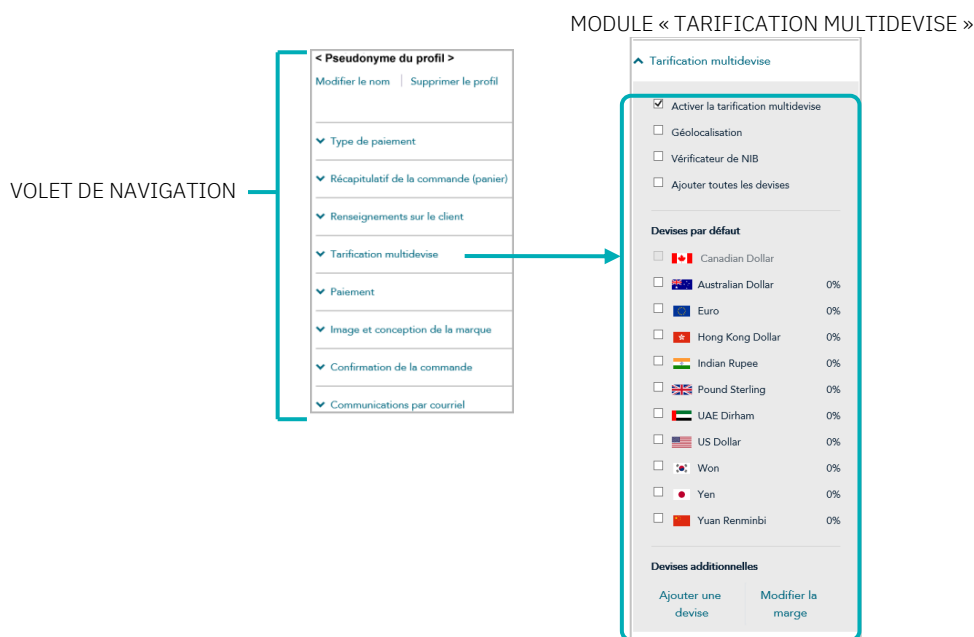 MODULE « TARIFICATION MULTIDEVISE »
VOLET DE NAVIGATION
< Pseudonyme du profil >
Modifier le nom | Supprimer le profil
Type de paiement
Récapitulatif de la commande (panier)
Renseignements sur le client
Tarification multidevise
Paiement
Image et conception de la marque
Confirmation de la commande
Communications par courriel
Tarification multidevise
Activer la tarification multidevise
Géolocalisation
Vérificateur de NIB
Ajouter toutes les devises
Devises par défaut
Canadian Dollar
Australian Dollar 0%
Euro 0%
Hong Kong Dollar 0%
Indian Rupee 0%
Pound Sterling 0%
UAE Dirham 0%
US Dollar 0%
Won 0%
Yen 0%
Yuan Renminbi 0%
Devises additionnelles
Ajouter une devise
Modifier la marge